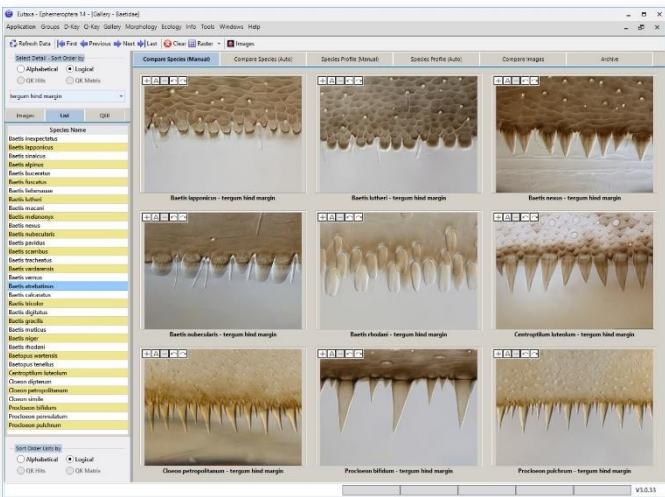 Eutaxa - Ephemeroptera 14 - [Gallery - Baetidae]
Application Groups D-Key Q-Key Gallery Morphology Ecology Info Tools Windows Help
Refresh Data First Previous Next Last Clear Raster Images
Select Detail - Sort Order by
Alphabetical Logical
QK Hits QK Matrix
tergum hind margin
Images List QSR
Species Name
Baetis inexpectatus
Baetis lapponicus
Baetis sinaicus
Baetis alpinus
Baetis buceratus
Baetis fuscatus
Baetis liebenauae
Baetis lutheri
Baetis macani
Baetis melanonyx
Baetis nexus
Baetis nubecularis
Baetis pavidus
Baetis scambus
Baetis tracheatus
Baetis vardarensis
Baetis vernus
Baetis atrebatinus
Baetis calcaratus
Baetis tricolor
Baetis digitatus
Baetis gracilis
Baetis muticus
Baetis niger
Baetis rhodani
Baetopus wartensis
Baetopus tenellus
Centroptilum luteolum
Cloeon dipterum
Cloeon petropolitanum
Cloeon simile
Procloeon bifidum
Procloeon pennulatum
Procloeon pulchrum
Sort Order Lists by
Alphabetical Logical
QK Hits QK Matrix
Compare Species (Manual) Compare Species (Auto) Species Profile (Manual) Species Profile (Auto) Compare Images Archive
Baetis lapponicus - tergum hind margin
Baetis lutheri - tergum hind margin
Baetis nexus - tergum hind margin
Baetis nubecularis - tergum hind margin
Baetis rhodani - tergum hind margin
Centroptilum luteolum - tergum hind margin
Cloeon petropolitanum - tergum hind margin
Procloeon bifidum - tergum hind margin
Procloeon pulchrum - tergum hind margin
V3.0.33